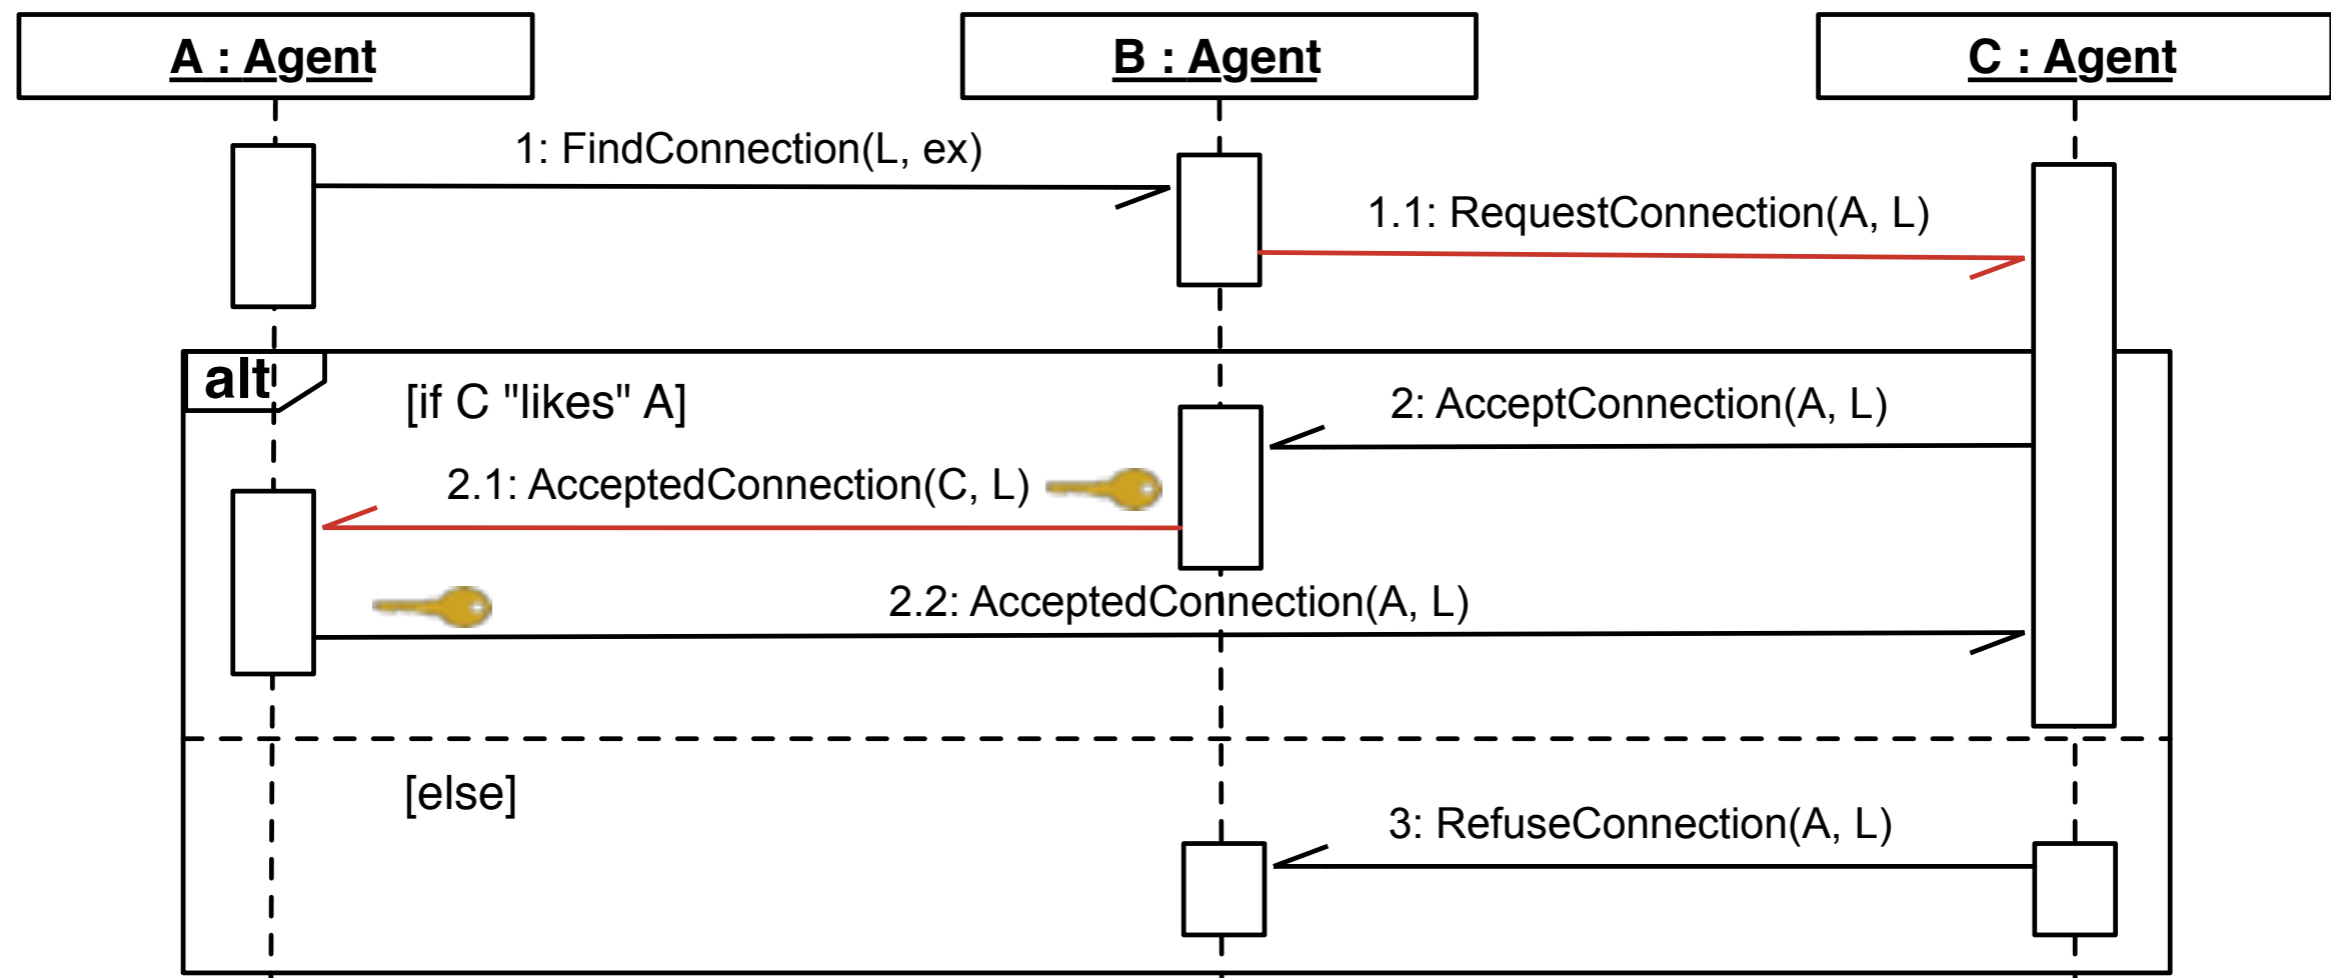 A : Agent
B : Agent
C : Agent
1: FindConnection(L, ex)
1.1: RequestConnection(A, L)
alt
[if C "likes" A]
2: AcceptConnection(A, L)
2.1: AcceptedConnection(C, L)
2.2: AcceptedConnection(A, L)
[else]
3: RefuseConnection(A, L)